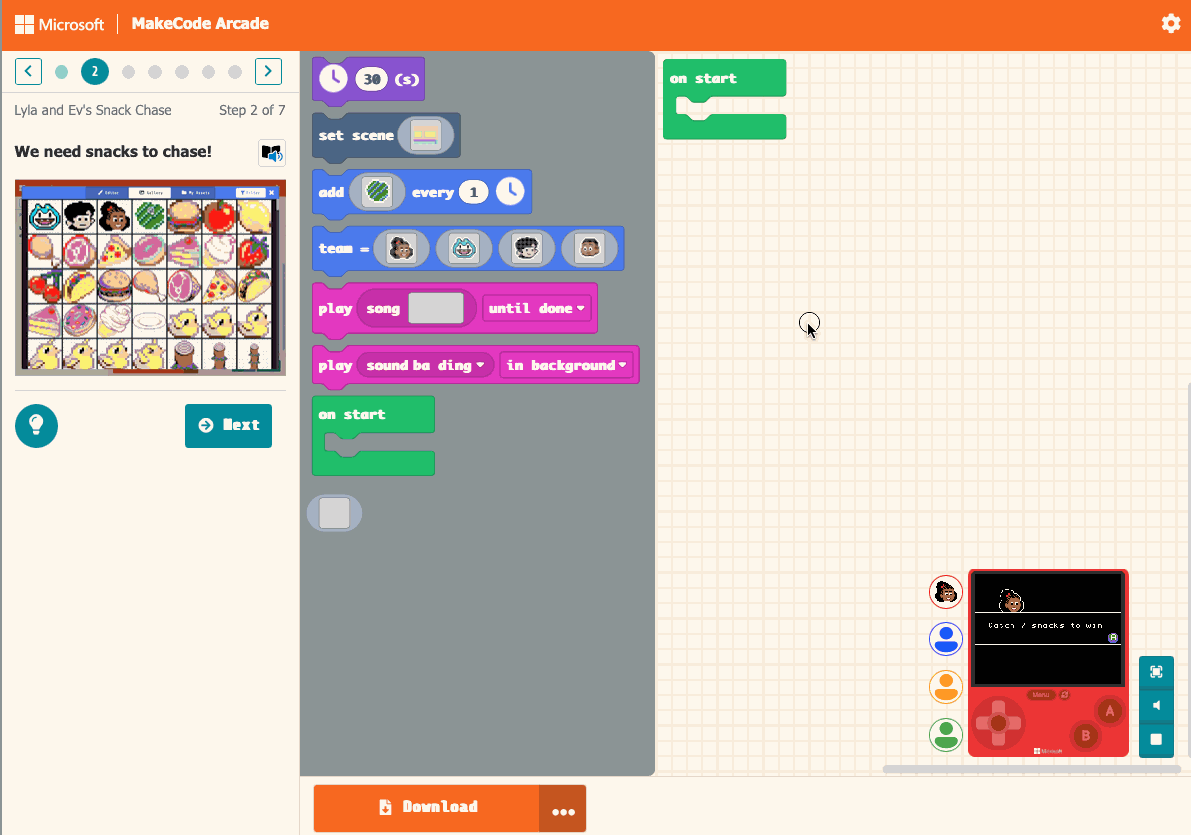 Microsoft | MakeCode Arcade
2
Lyla and Ev's Snack Chase Step 2 of 7
We need snacks to chase!
Editor Gallery My Assets Filter
Next
30 (s)
set scene
add every 1
team =
play song until done
play sound ba ding in background
on start
on start
Catch 7 snacks to win
A
Menu
A
B
Microsoft
Download